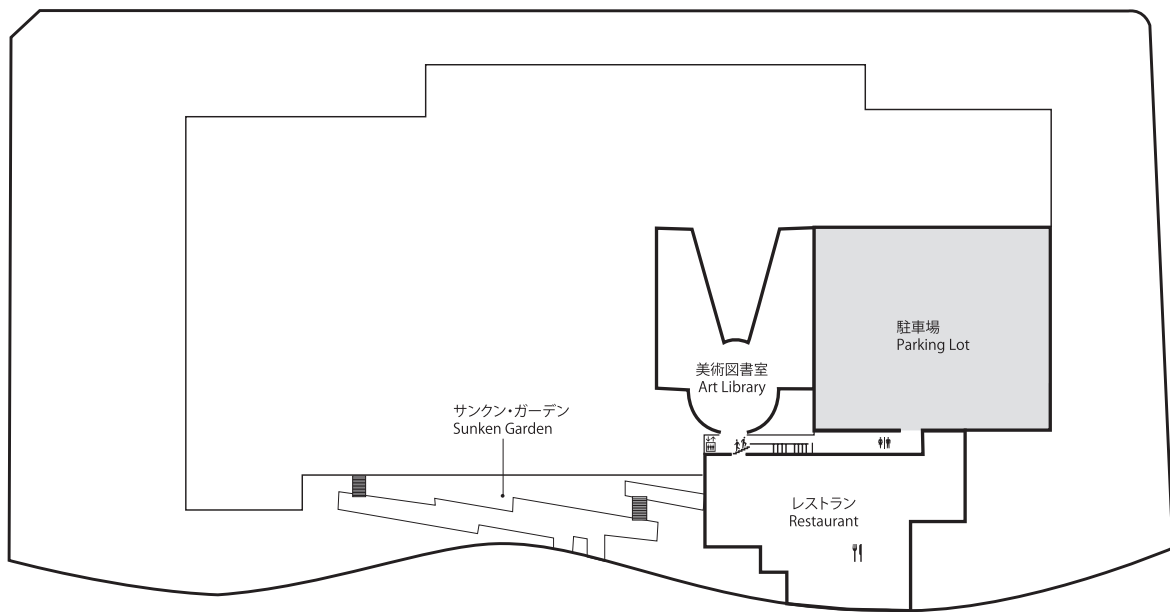 駐車場
Parking Lot
美術図書室
Art Library
サンクン・ガーデン
Sunken Garden
レストラン
Restaurant